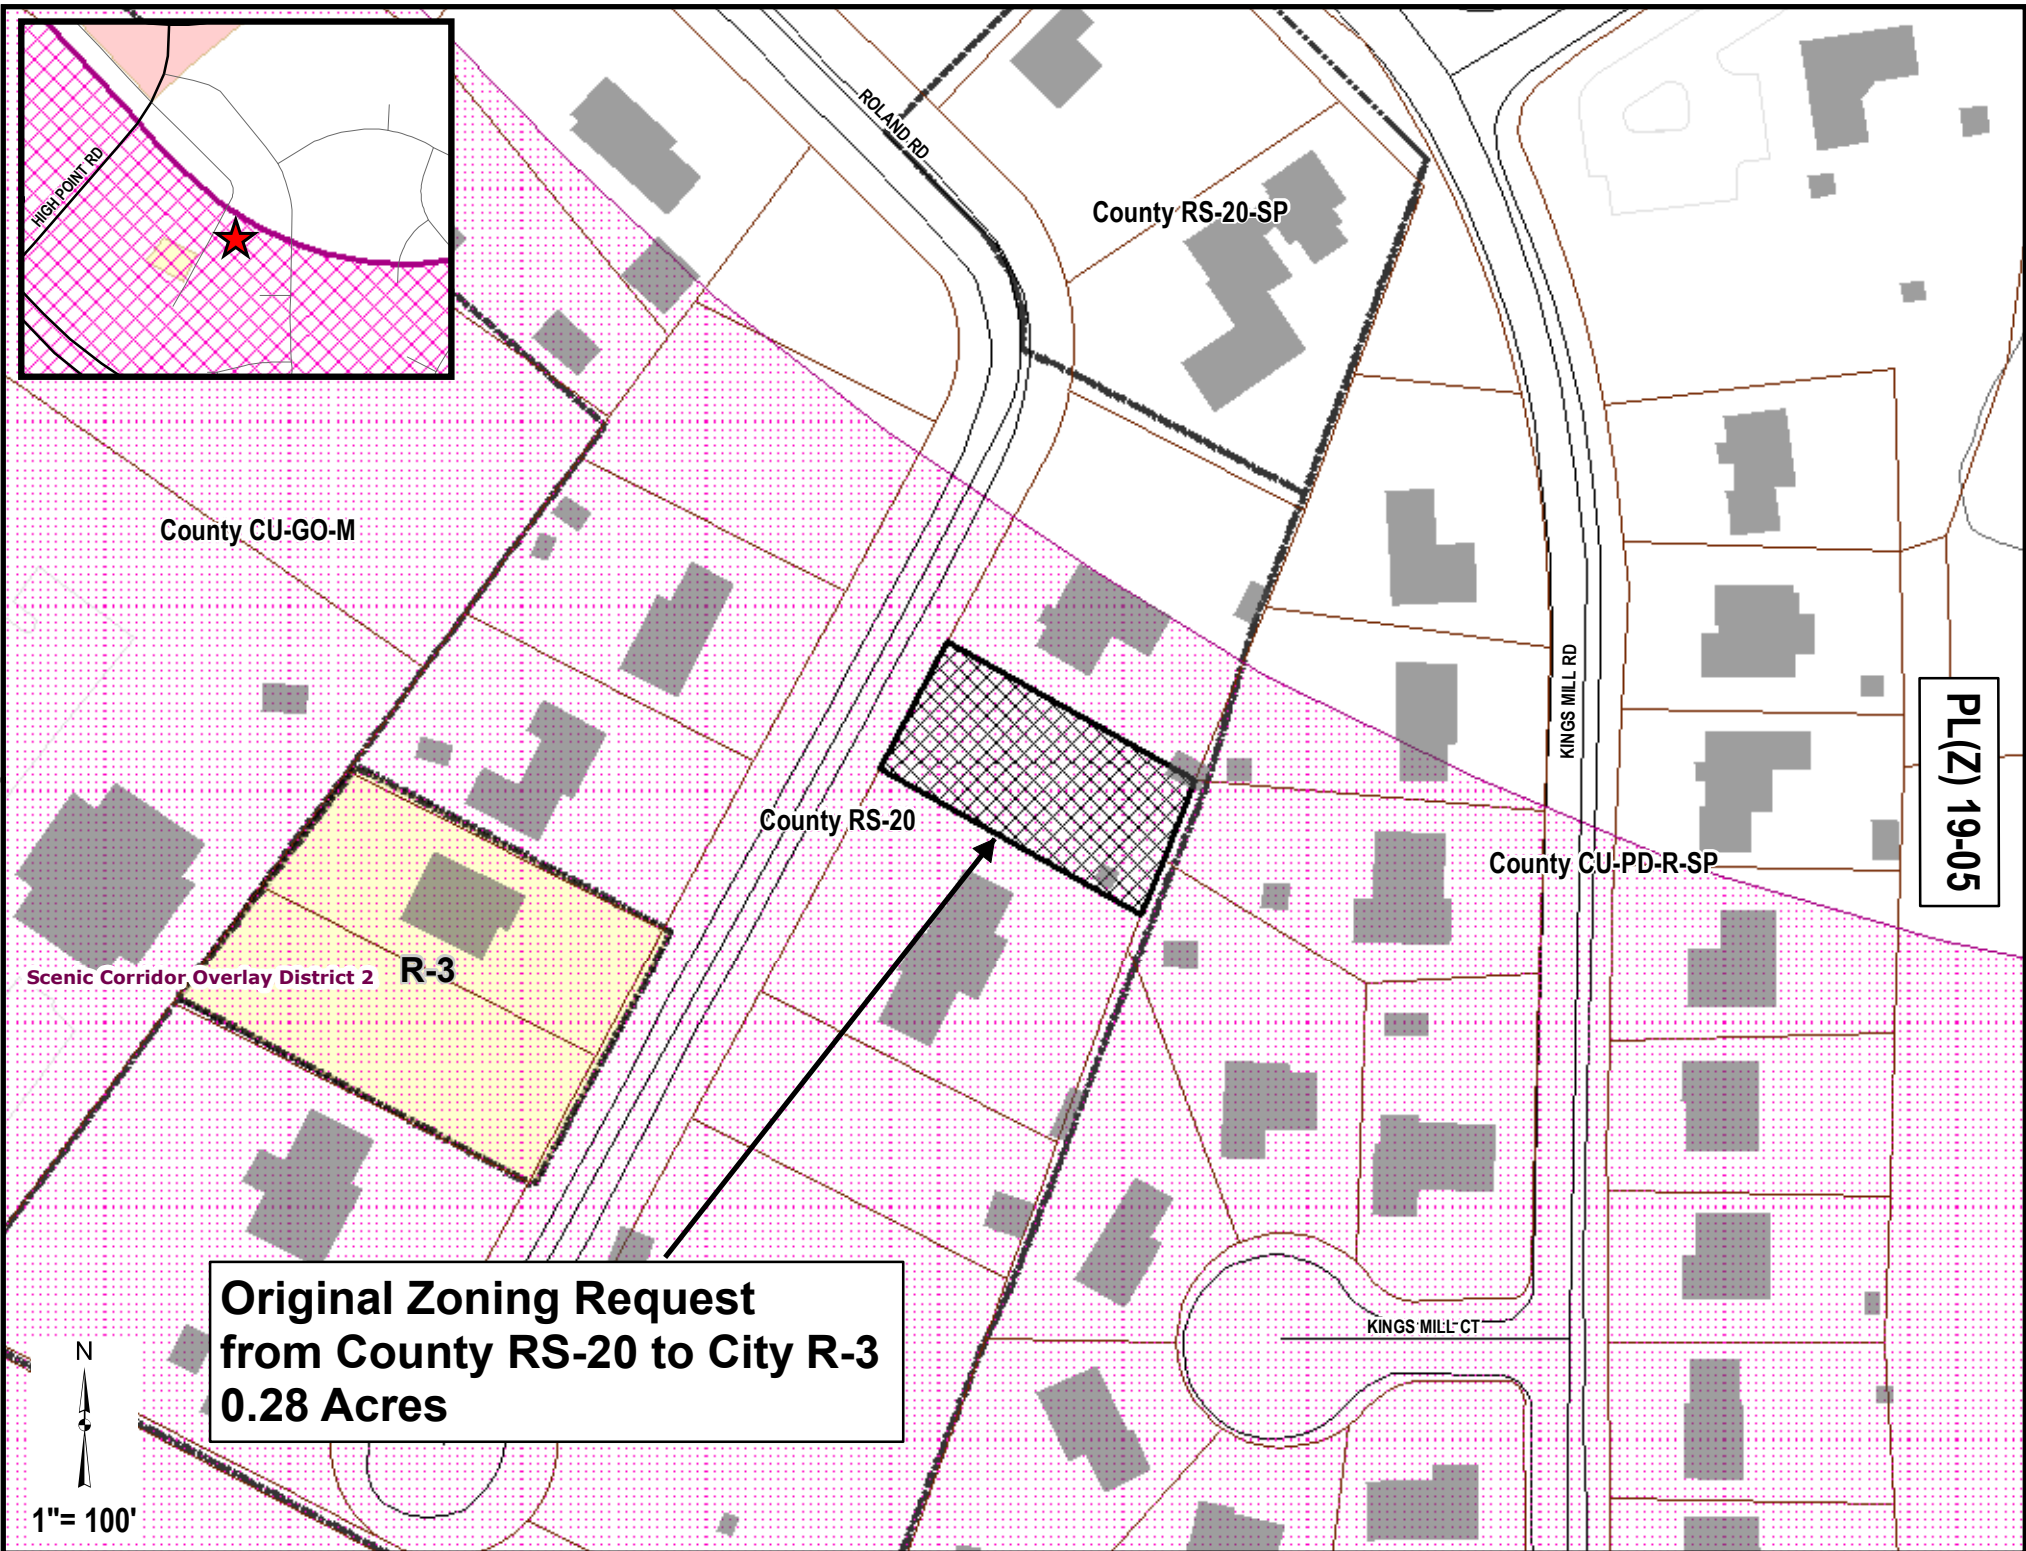 HIGH POINT RD
ROLAND RD
County RS-20-SP
County CU-GO-M
KINGS MILL RD
PL(Z) 19-05
County RS-20
County CU-PD-R-SP
R-3
Scenic Corridor Overlay District 2
Original Zoning Request
from County RS-20 to City R-3
0.28 Acres
KINGS MILL CT
N
1"= 100'